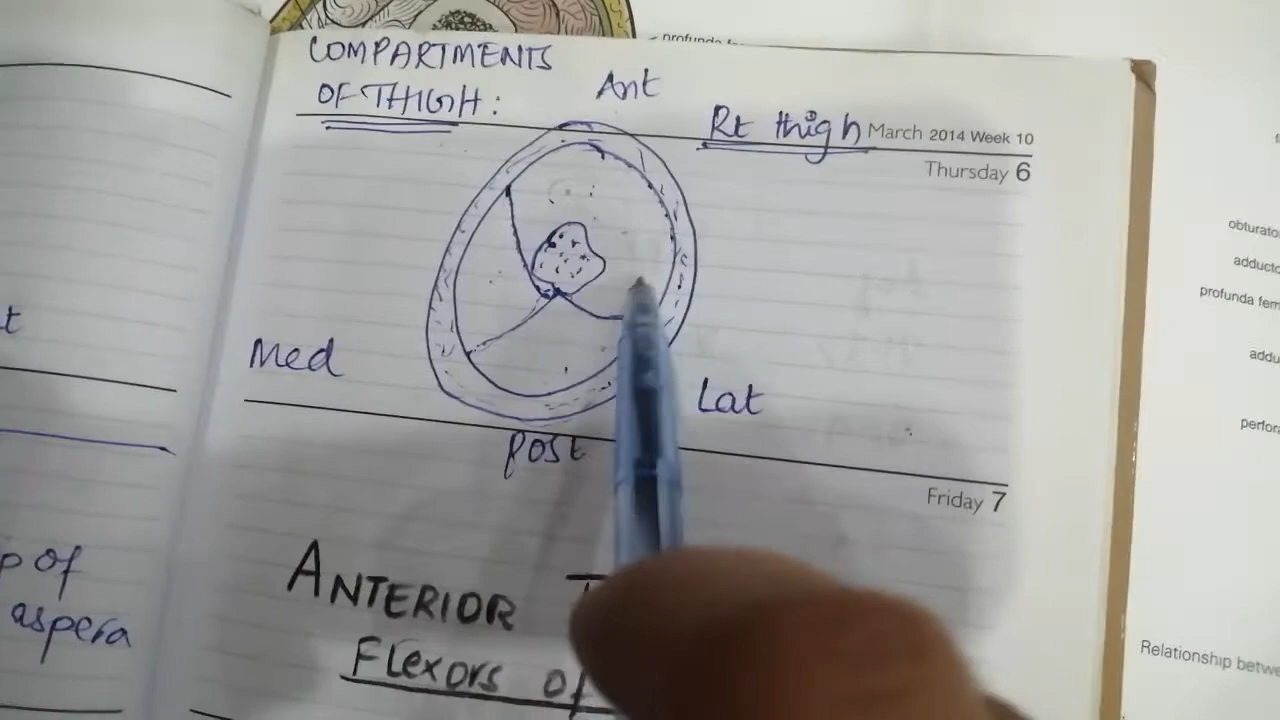 COMPARTMENTS
OF THIGH:
Ant
Rt thigh
March 2014 Week 10
Thursday 6
Med
Lat
Post
Friday 7
ANTERIOR
FLEXORS of
t
p of
aspera
profunda fe
obturato
adducto
profunda fem
addu
perfora
Relationship betwe